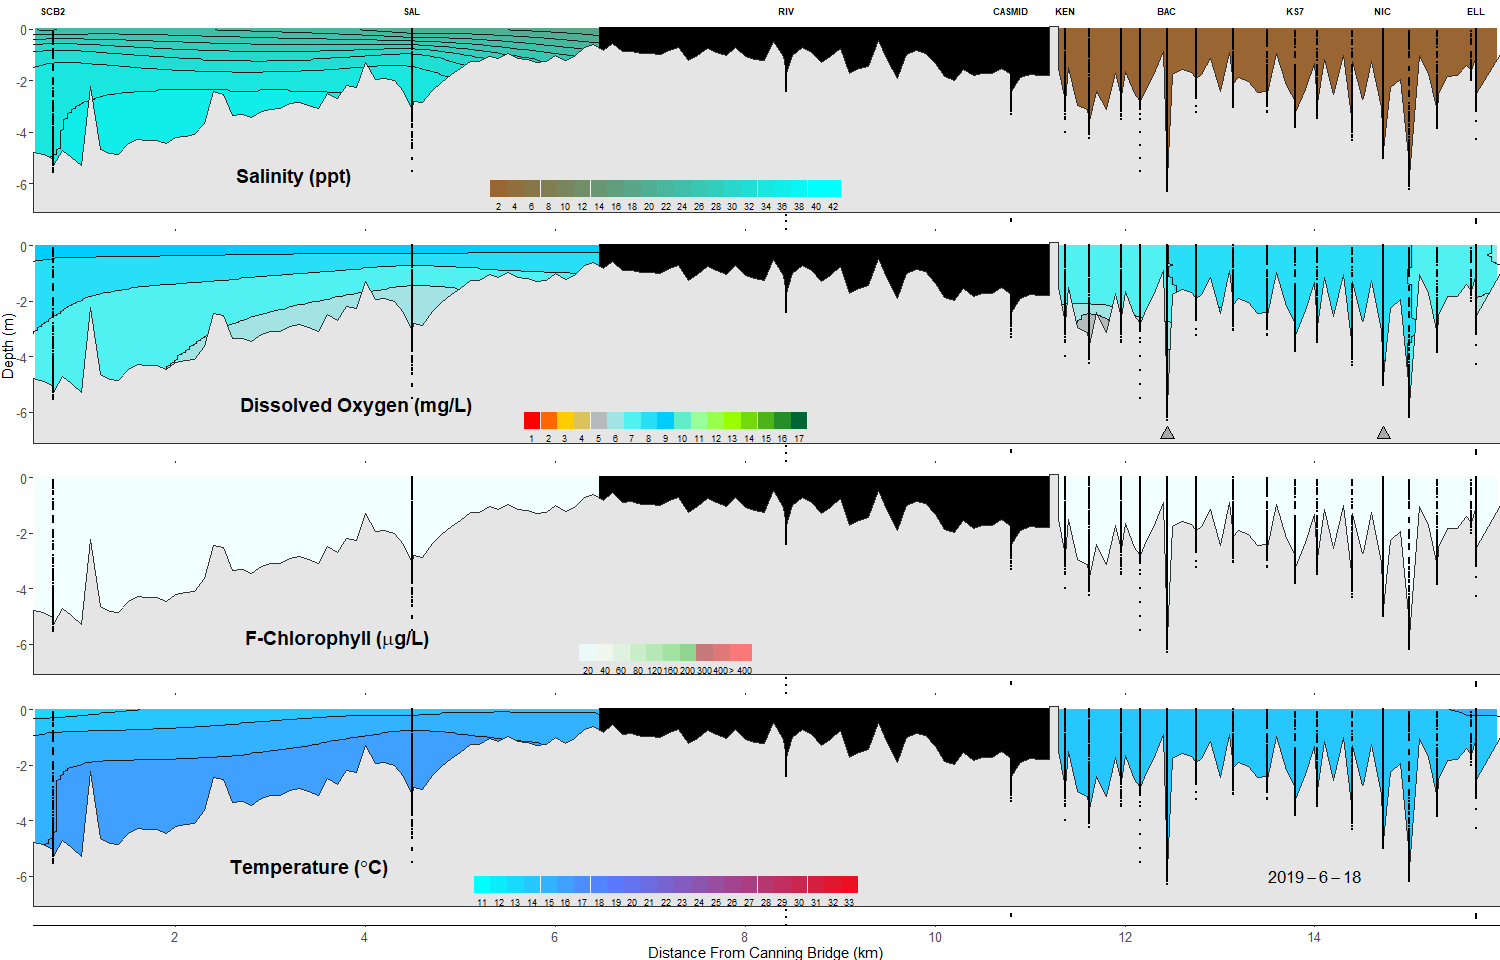 SCB2 SAL RIV CASMID KEN BAC KS7 NIC ELL
0
-2
-4
-6
Salinity (ppt)
2 4 6 8 10 12 14 16 18 20 22 24 26 28 30 32 34 36 38 40 42
0
-2
-4
-6
Dissolved Oxygen (mg/L)
1 2 3 4 5 6 7 8 9 10 11 12 13 14 15 16 17
Depth (m)
0
-2
-4
-6
F-Chlorophyll (μg/L)
20 40 60 80 120 160 200 300 400 > 400
0
-2
-4
-6
Temperature (°C)
11 12 13 14 15 16 17 18 19 20 21 22 23 24 25 26 27 28 29 30 31 32 33
2019 – 6 – 18
2 4 6 8 10 12 14
Distance From Canning Bridge (km)